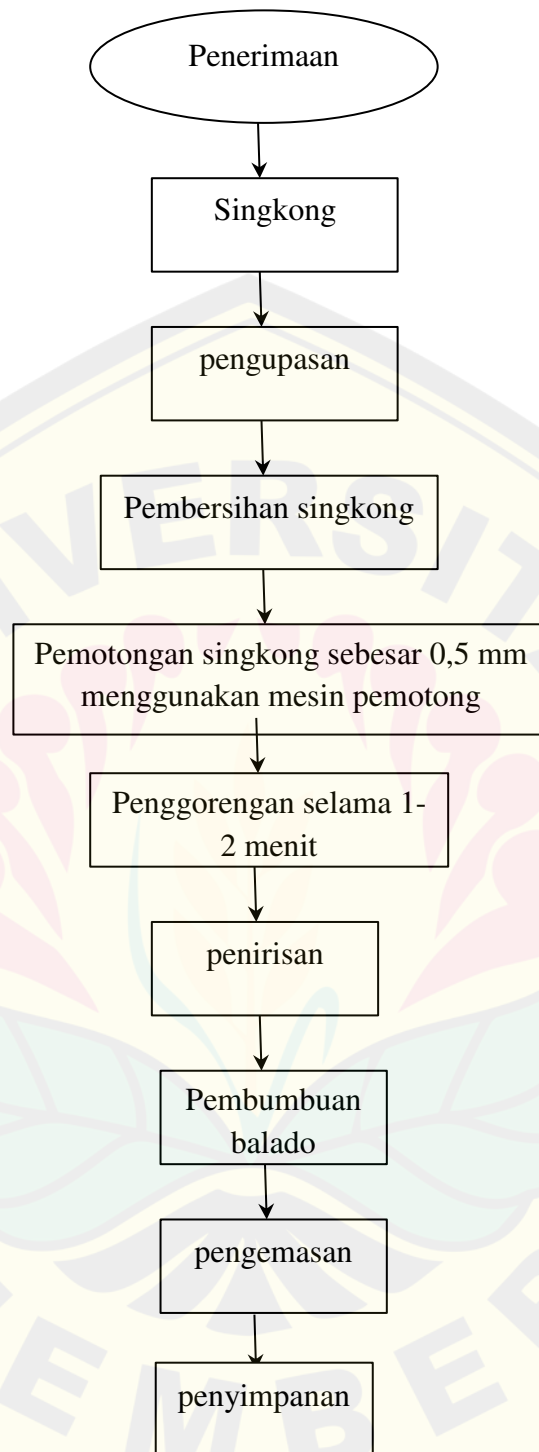 Penerimaan
Singkong
pengupasan
Pembersihan singkong
Pemotongan singkong sebesar 0,5 mm
menggunakan mesin pemotong
Penggorengan selama 1-
2 menit
penirisan
Pembumbuan
balado
pengemasan
penyimpanan